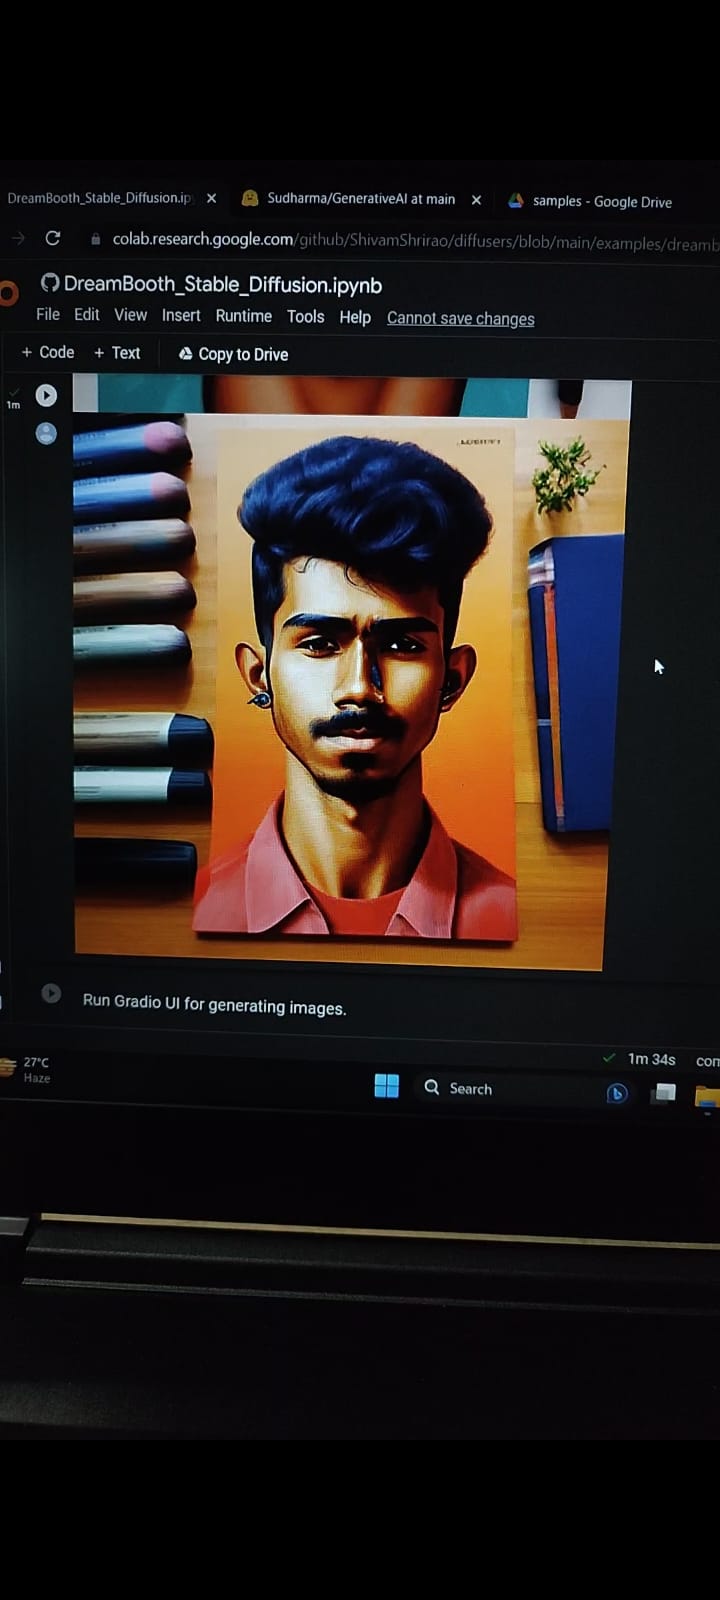 DreamBooth_Stable_Diffusion.ip
Sudharma/GenerativeAI at main
samples - Google Drive
colab.research.google.com/github/ShivamShrirao/diffusers/blob/main/examples/dreamb
DreamBooth_Stable_Diffusion.ipynb
File Edit View Insert Runtime Tools Help Cannot save changes
+ Code + Text Copy to Drive
1m
Run Gradio UI for generating images.
1m 34s com
27°C
Haze
Search